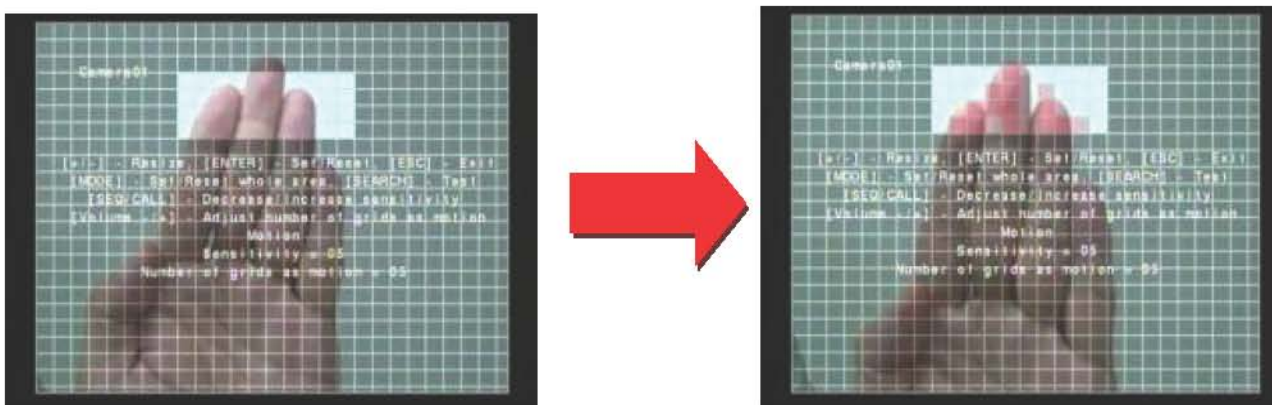 Camera01
[+/-] - Resize, [ENTER] - Set/Reset, [ESC] - Exit
[MODE] - Set/Reset whole area, [SEARCH] - Test
[SEQ/CALL] - Decrease/Increase sensitivity
[Volume -/+] - Adjust number of grids as motion
Motion
Sensitivity = 05
Number of grids as motion = 05
Camera01
[+/-] - Resize, [ENTER] - Set/Reset, [ESC] - Exit
[MODE] - Set/Reset whole area, [SEARCH] - Test
[SEQ/CALL] - Decrease/Increase sensitivity
[Volume -/+] - Adjust number of grids as motion
Motion
Sensitivity = 05
Number of grids as motion = 05